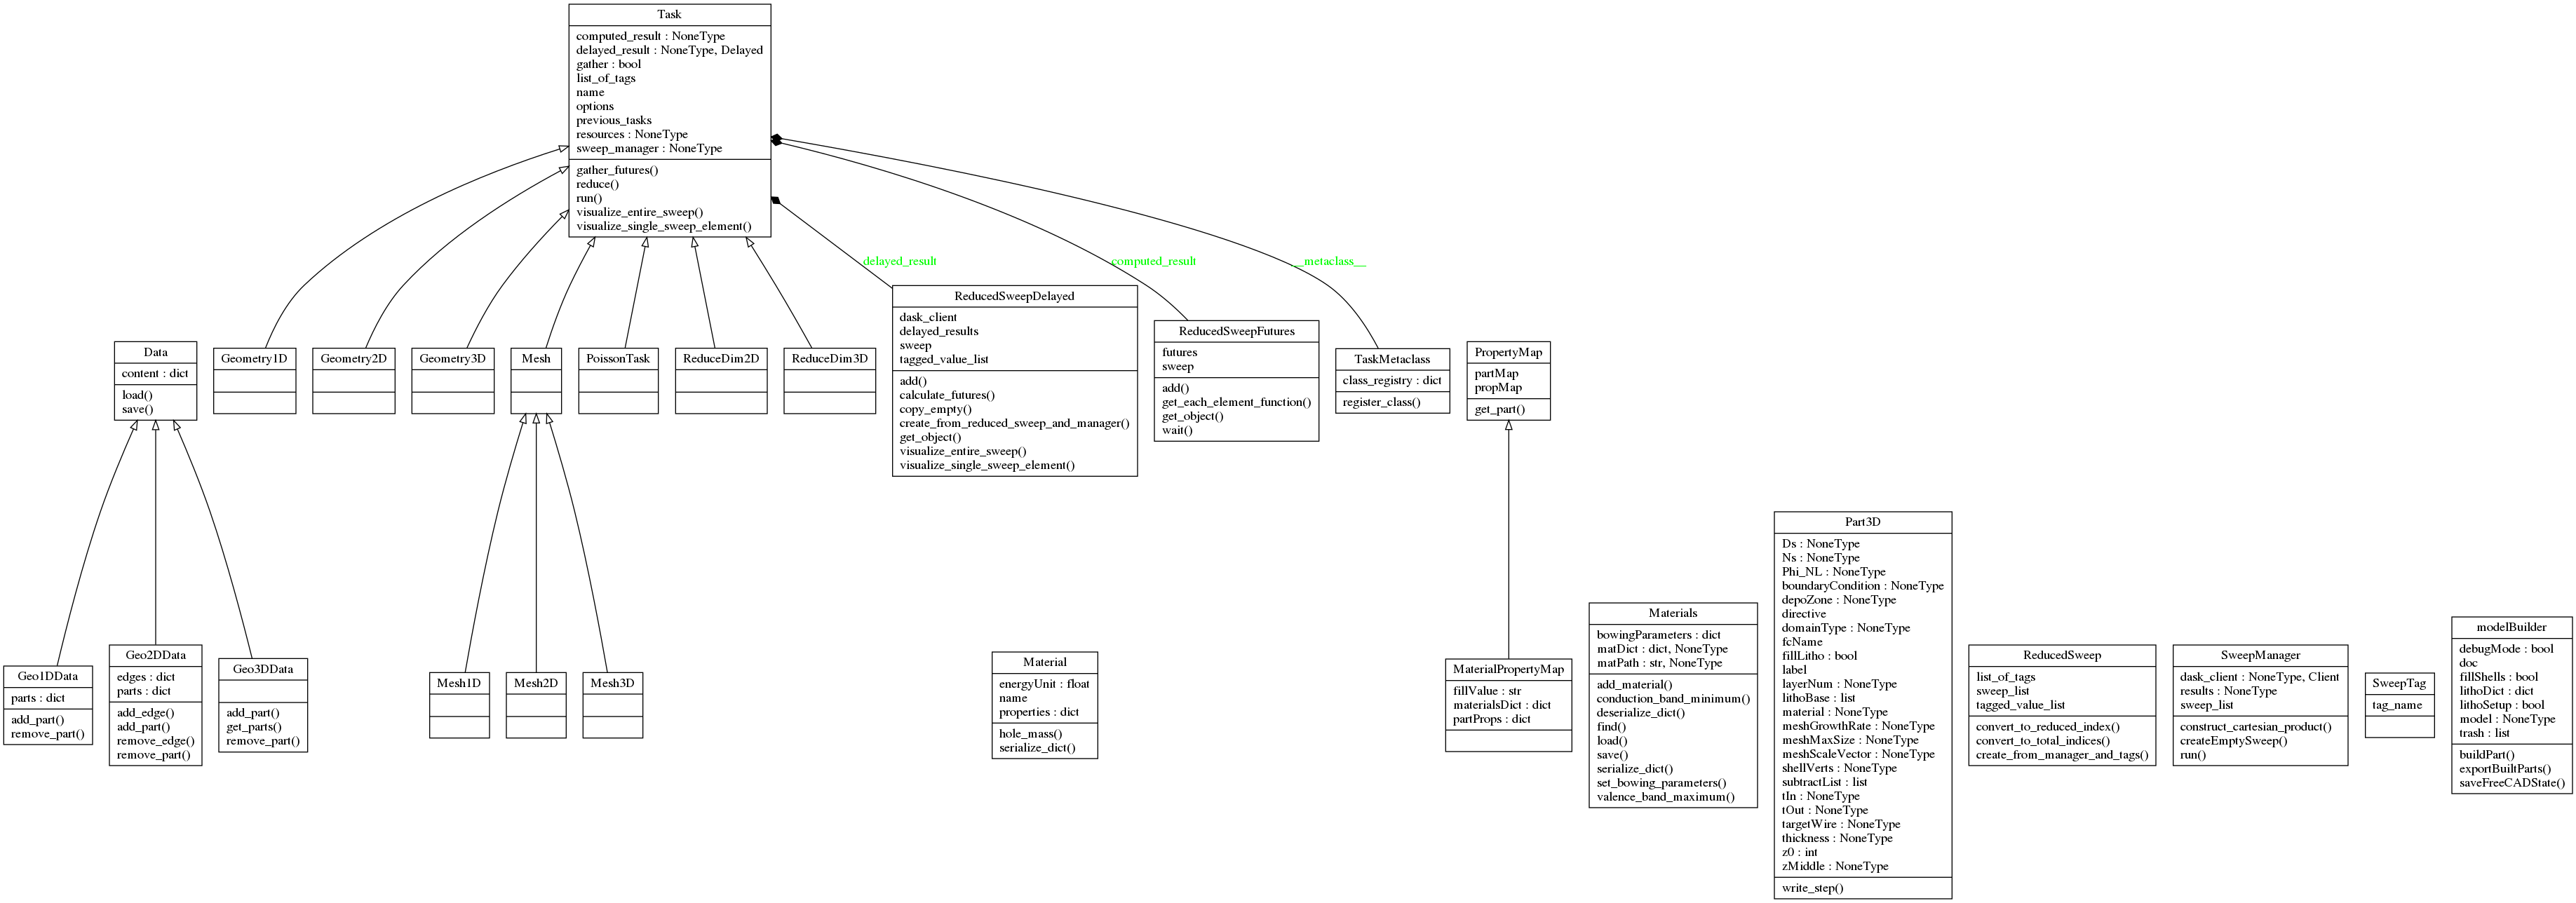 Task
computed_result : NoneType
delayed_result : NoneType, Delayed
gather : bool
list_of_tags
name
options
previous_tasks
resources : NoneType
sweep_manager : NoneType
gather_futures()
reduce()
run()
visualize_entire_sweep()
visualize_single_sweep_element()
delayed_result
computed_result
__metaclass__
Data
content : dict
load()
save()
Geometry1D
Geometry2D
Geometry3D
Mesh
PoissonTask
ReduceDim2D
ReduceDim3D
ReducedSweepDelayed
dask_client
delayed_results
sweep
tagged_value_list
add()
calculate_futures()
copy_empty()
create_from_reduced_sweep_and_manager()
get_object()
visualize_entire_sweep()
visualize_single_sweep_element()
ReducedSweepFutures
futures
sweep
add()
get_each_element_function()
get_object()
wait()
TaskMetaclass
class_registry : dict
register_class()
PropertyMap
partMap
propMap
get_part()
Geo1DData
parts : dict
add_part()
remove_part()
Geo2DData
edges : dict
parts : dict
add_edge()
add_part()
remove_edge()
remove_part()
Geo3DData
add_part()
get_parts()
remove_part()
Mesh1D
Mesh2D
Mesh3D
Material
energyUnit : float
name
properties : dict
hole_mass()
serialize_dict()
MaterialPropertyMap
fillValue : str
materialsDict : dict
partProps : dict
Materials
bowingParameters : dict
matDict : dict, NoneType
matPath : str, NoneType
add_material()
conduction_band_minimum()
deserialize_dict()
find()
load()
save()
serialize_dict()
set_bowing_parameters()
valence_band_maximum()
Part3D
Ds : NoneType
Ns : NoneType
Phi_NL : NoneType
boundaryCondition : NoneType
depoZone : NoneType
directive
domainType : NoneType
fcName
fillLitho : bool
label
layerNum : NoneType
lithoBase : list
material : NoneType
meshGrowthRate : NoneType
meshMaxSize : NoneType
meshScaleVector : NoneType
shellVerts : NoneType
subtractList : list
tIn : NoneType
tOut : NoneType
targetWire : NoneType
thickness : NoneType
z0 : int
zMiddle : NoneType
write_step()
ReducedSweep
list_of_tags
sweep_list
tagged_value_list
convert_to_reduced_index()
convert_to_total_indices()
create_from_manager_and_tags()
SweepManager
dask_client : NoneType, Client
results : NoneType
sweep_list
construct_cartesian_product()
createEmptySweep()
run()
SweepTag
tag_name
modelBuilder
debugMode : bool
doc
fillShells : bool
lithoDict : dict
lithoSetup : bool
model : NoneType
trash : list
buildPart()
exportBuiltParts()
saveFreeCADState()